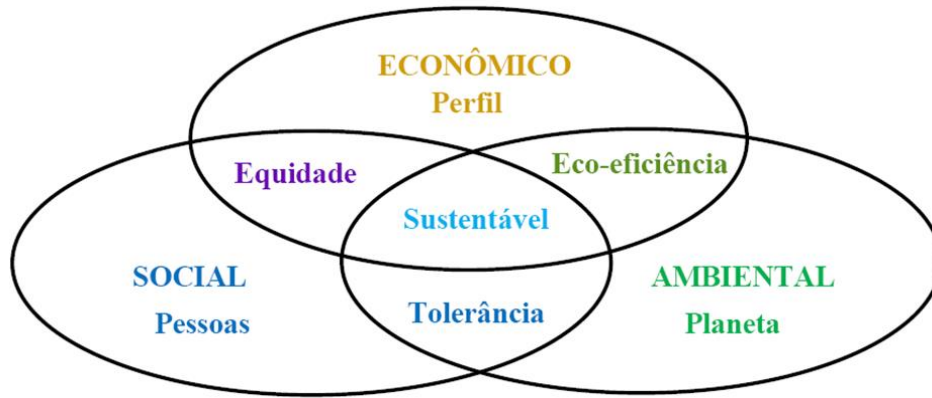 ECONÔMICO
Perfil
Equidade
Eco-eficiência
Sustentável
SOCIAL
Pessoas
Tolerância
AMBIENTAL
Planeta